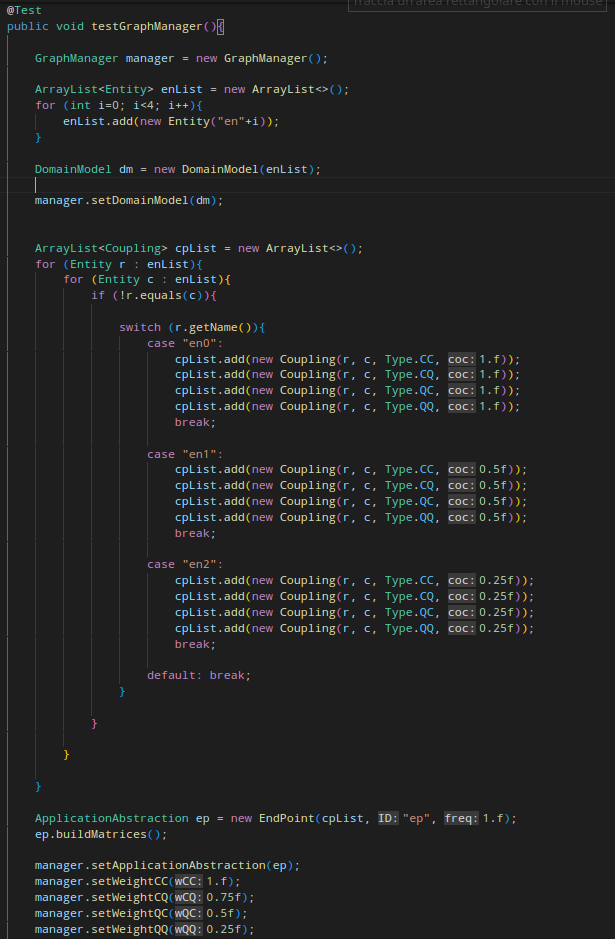 Traccia un'area rettangolare con il mouse
@Test
public void testGraphManager(){
GraphManager manager = new GraphManager();
ArrayList<Entity> enList = new ArrayList<>();
for (int i=0; i<4; i++){
enList.add(new Entity("en"+i));
}
DomainModel dm = new DomainModel(enList);
manager.setDomainModel(dm);
ArrayList<Coupling> cpList = new ArrayList<>();
for (Entity r : enList){
for (Entity c : enList){
if (!r.equals(c)){
switch (r.getName()){
case "en0":
cpList.add(new Coupling(r, c, Type.CC, coc: 1.f));
cpList.add(new Coupling(r, c, Type.CQ, coc: 1.f));
cpList.add(new Coupling(r, c, Type.QC, coc: 1.f));
cpList.add(new Coupling(r, c, Type.QQ, coc: 1.f));
break;
case "en1":
cpList.add(new Coupling(r, c, Type.CC, coc: 0.5f));
cpList.add(new Coupling(r, c, Type.CQ, coc: 0.5f));
cpList.add(new Coupling(r, c, Type.QC, coc: 0.5f));
cpList.add(new Coupling(r, c, Type.QQ, coc: 0.5f));
break;
case "en2":
cpList.add(new Coupling(r, c, Type.CC, coc: 0.25f));
cpList.add(new Coupling(r, c, Type.CQ, coc: 0.25f));
cpList.add(new Coupling(r, c, Type.QC, coc: 0.25f));
cpList.add(new Coupling(r, c, Type.QQ, coc: 0.25f));
break;
default: break;
}
}
}
}
ApplicationAbstraction ep = new EndPoint(cpList, ID: "ep", freq: 1.f);
ep.buildMatrices();
manager.setApplicationAbstraction(ep);
manager.setWeightCC(wCC: 1.f);
manager.setWeightCQ(wCQ: 0.75f);
manager.setWeightQC(wQC: 0.5f);
manager.setWeightQQ(wQQ: 0.25f);